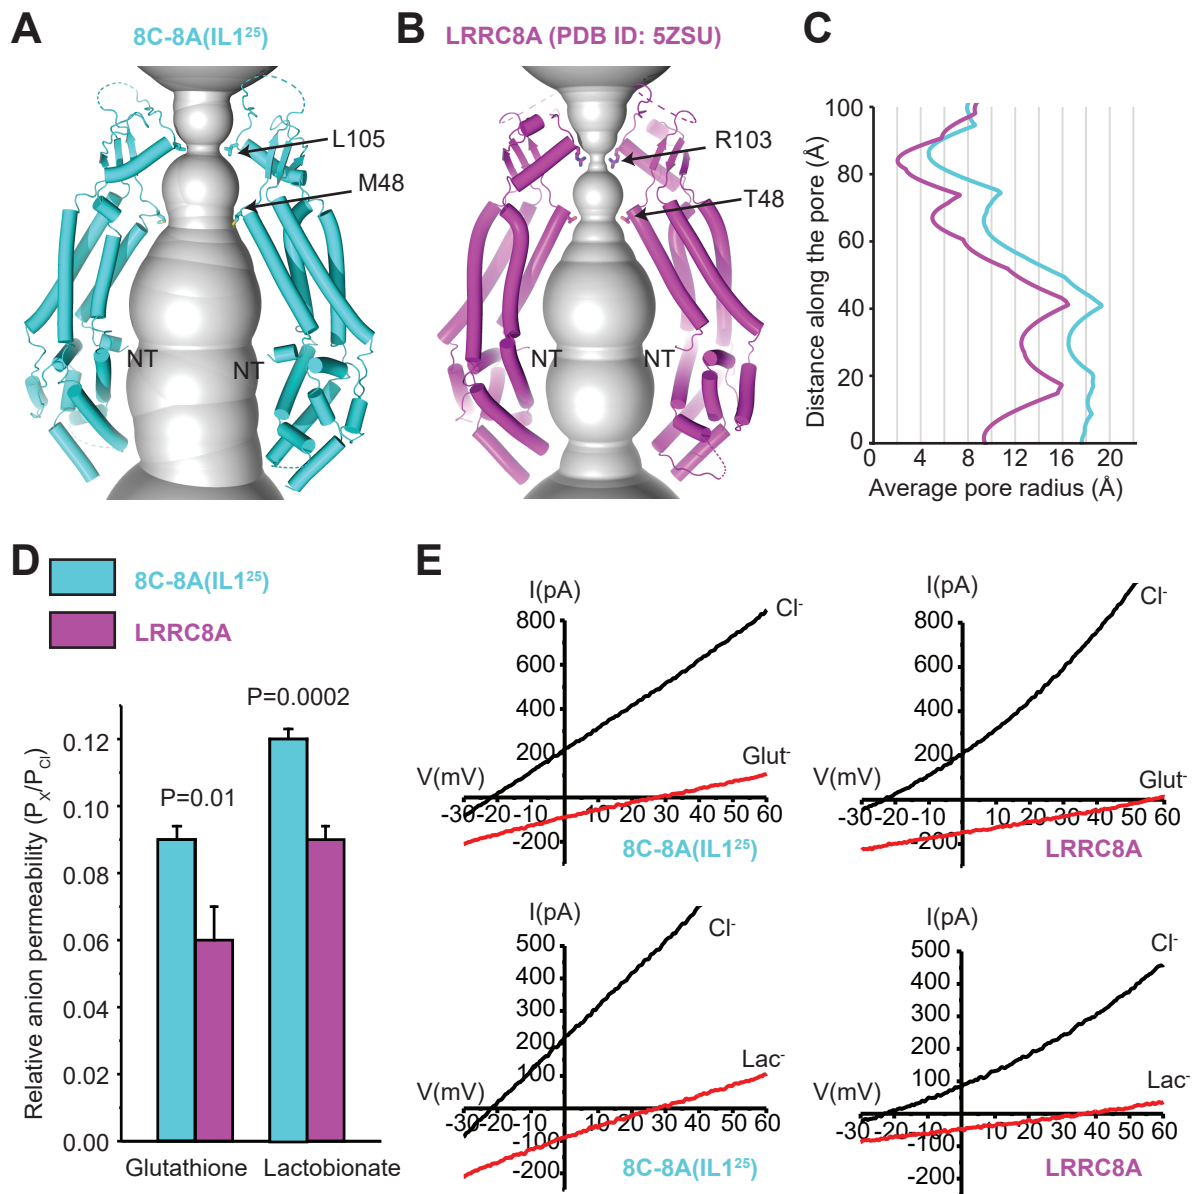 A
8C-8A(IL1²⁵)
L105
M48
NT
NT
B
LRRC8A (PDB ID: 5ZSU)
R103
T48
NT
NT
C
Distance along the pore (Å)
100
80
60
40
20
0
0 4 8 12 16 20
Average pore radius (Å)
D
8C-8A(IL1²⁵)
LRRC8A
Relative anion permeability (Pₓ/P_Cl)
0.12
0.10
0.08
0.06
0.04
0.02
0.00
P=0.01
P=0.0002
Glutathione Lactobionate
E
I(pA)
800
600
400
200
-200
V(mV)
-30 -20 -10 10 20 30 40 50 60
Cl⁻
Glut⁻
8C-8A(IL1²⁵)
I(pA)
800
600
400
200
-200
V(mV)
-30 -20 -10 10 20 30 40 50 60
Cl⁻
Glut⁻
LRRC8A
I(pA)
500
400
300
200
100
-100
-200
V(mV)
-30 -20 -10 10 20 30 40 50 60
Cl⁻
Lac⁻
8C-8A(IL1²⁵)
I(pA)
500
400
300
200
100
-100
-200
V(mV)
-30 -20 -10 10 20 30 40 50 60
Cl⁻
Lac⁻
LRRC8A